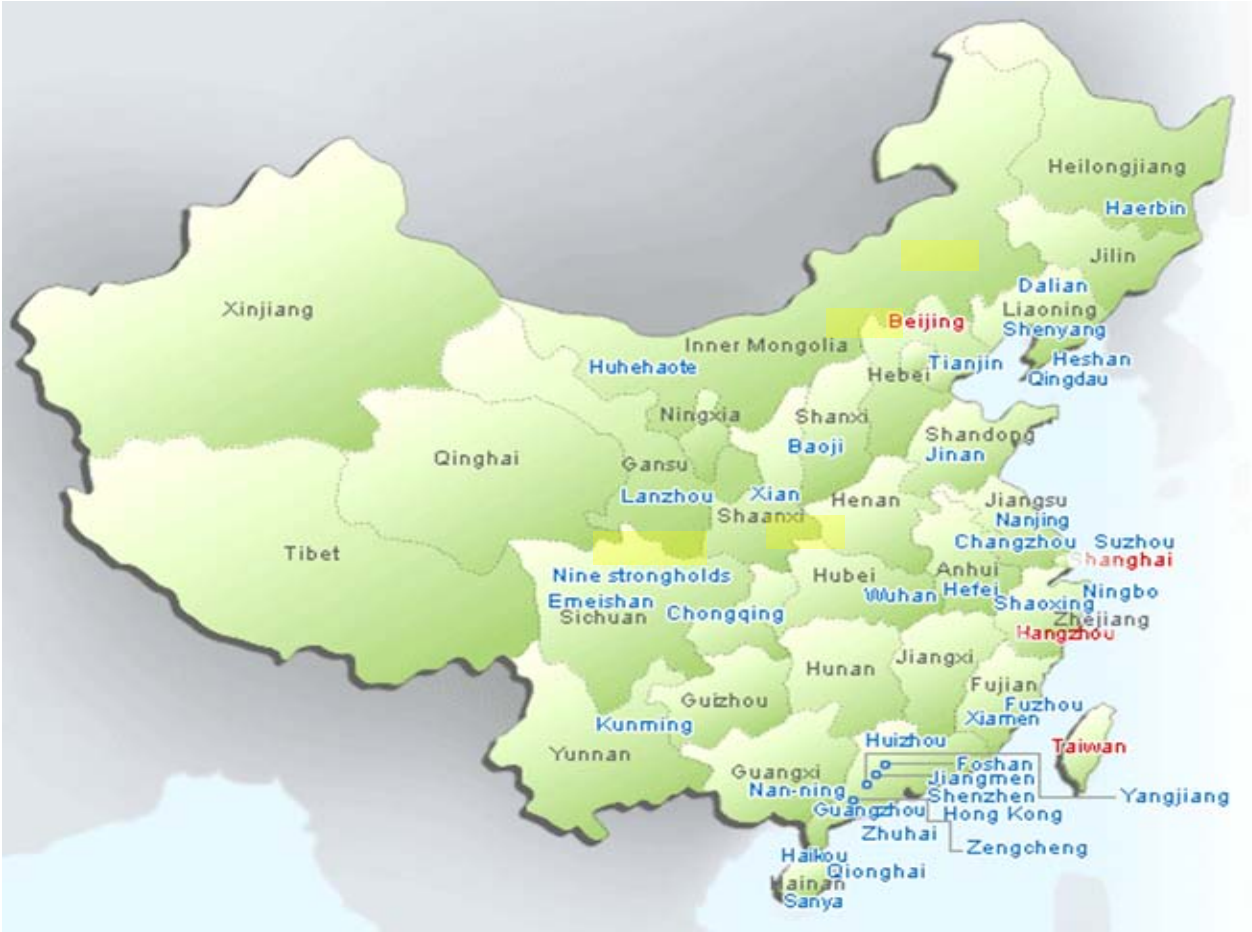 Heilongjiang
Haerbin
Jilin
Dalian
Xinjiang
Liaoning
Beijing
Shenyang
Inner Mongolia
Heshan
Tianjin
Huhehaote
Hebei
Qingdau
Ningxia
Shanxi
Shandong
Baoji
Jinan
Qinghai
Gansu
Lanzhou
Xian
Henan
Jiangsu
Shaanxi
Nanjing
Changzhou
Suzhou
Tibet
Shanghai
Anhui
Nine strongholds
Hubei
Hefei
Ningbo
Wuhan
Emeishan
Shaoxing
Chongqing
Sichuan
Zhejiang
Hangzhou
Jiangxi
Hunan
Fujian
Guizhou
Fuzhou
Kunming
Xiamen
Huizhou
Taiwan
Yunnan
Foshan
Guangxi
Jiangmen
Nan-ning
Shenzhen
Yangjiang
Guangzhou
Hong Kong
Zhuhai
Zengcheng
Haikou
Qionghai
Hainan
Sanya